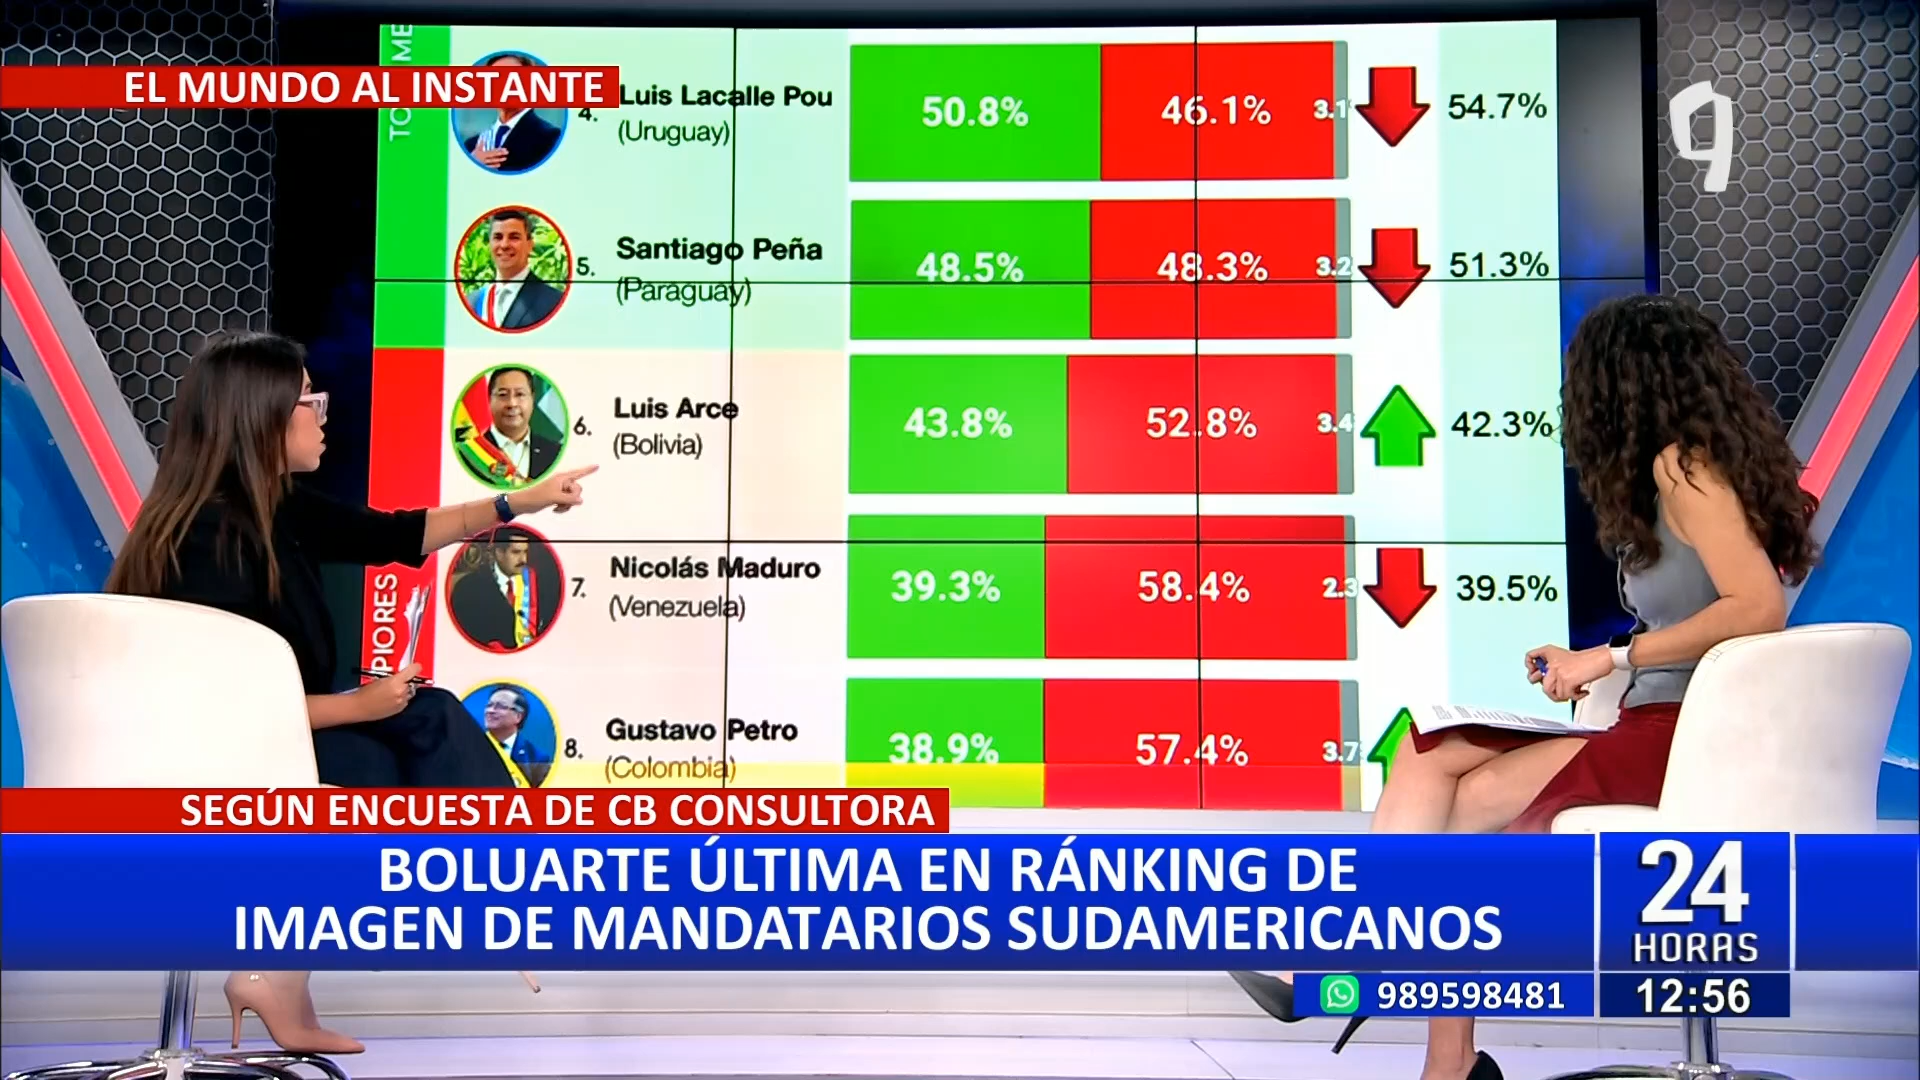 EL MUNDO AL INSTANTE
4. Luis Lacalle Pou
(Uruguay)
50.8% 46.1% 3.1 54.7%
5. Santiago Peña
(Paraguay)
48.5% 48.3% 3.2 51.3%
6. Luis Arce
(Bolivia)
43.8% 52.8% 3.4 42.3%
PIORES
7. Nicolás Maduro
(Venezuela)
39.3% 58.4% 2.3 39.5%
8. Gustavo Petro
(Colombia)
38.9% 57.4% 3.7
9
SEGÚN ENCUESTA DE CB CONSULTORA
BOLUARTE ÚLTIMA EN RÁNKING DE
IMAGEN DE MANDATARIOS SUDAMERICANOS
24
HORAS
989598481
12:56